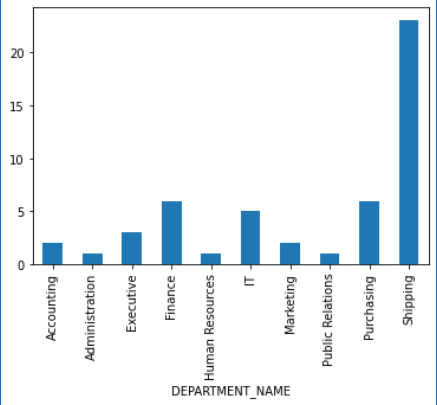 20
15
10
5
0
Accounting
Administration
Executive
Finance
Human Resources
IT
Marketing
Public Relations
Purchasing
Shipping
DEPARTMENT_NAME